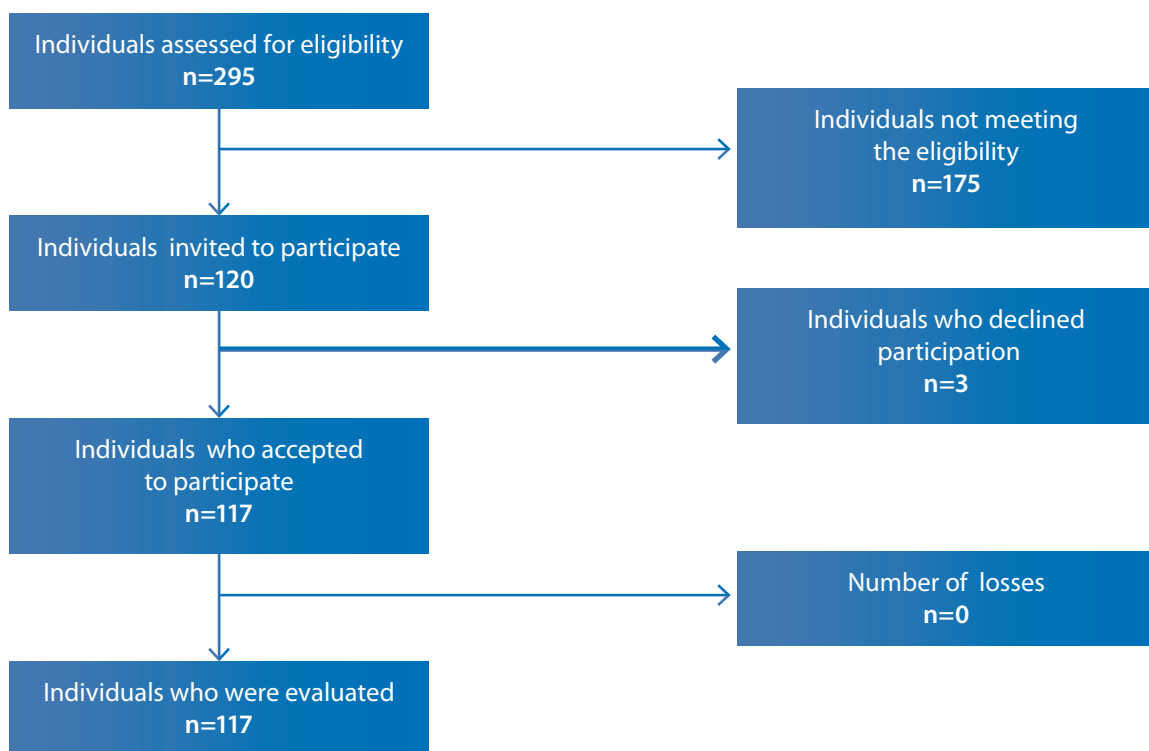 Individuals assessed for eligibility
n=295
Individuals not meeting
the eligibility
n=175
Individuals invited to participate
n=120
Individuals who declined
participation
n=3
Individuals who accepted
to participate
n=117
Number of losses
n=0
Individuals who were evaluated
n=117